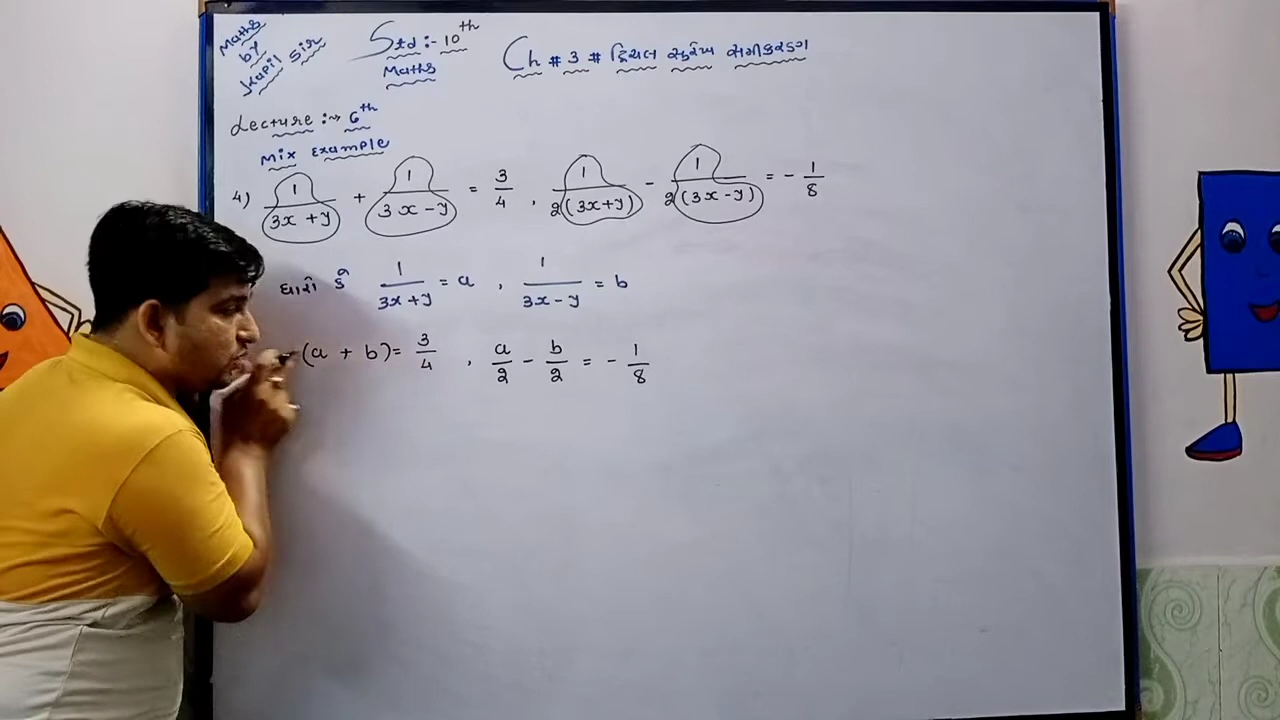 Maths by Kapil Sir
Std :- 10th
Maths
Ch # 3 # દ્વિચલ સુરેખ સમીકરણ
Lecture :→ 6th
Mix Example
4) 1/(3x+y) + 1/(3x-y) = 3/4 , 1/2(3x+y) - 1/2(3x-y) = - 1/8
ધારો કે 1/(3x+y) = a , 1/(3x-y) = b
(a + b) = 3/4 , a/2 - b/2 = - 1/8